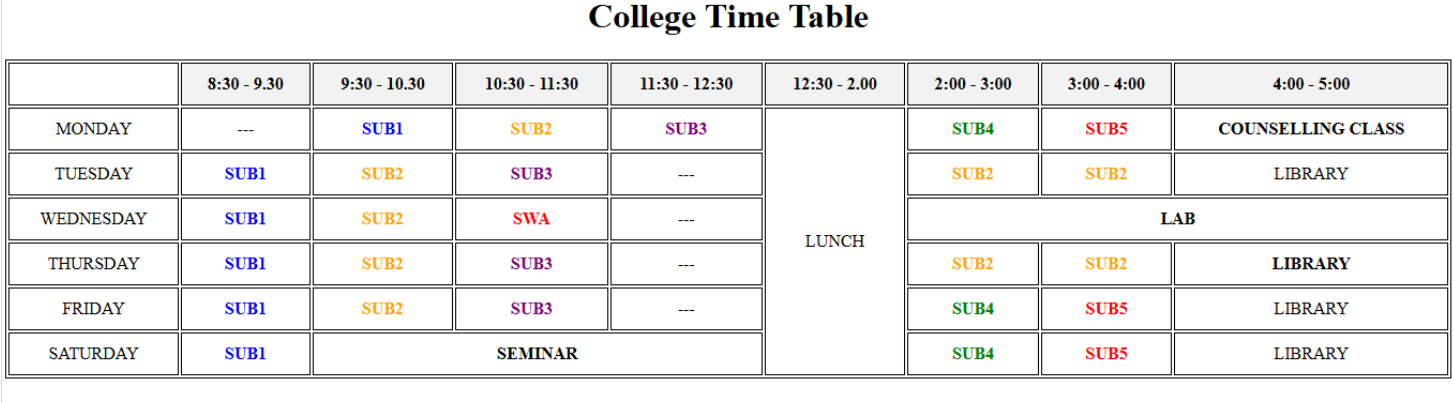 College Time Table
8:30 - 9.30 9:30 - 10.30 10:30 - 11:30 11:30 - 12:30 12:30 - 2.00 2:00 - 3:00 3:00 - 4:00 4:00 - 5:00
MONDAY --- SUB1 SUB2 SUB3 SUB4 SUB5 COUNSELLING CLASS
TUESDAY SUB1 SUB2 SUB3 --- SUB2 SUB2 LIBRARY
WEDNESDAY SUB1 SUB2 SWA --- LAB
LUNCH
THURSDAY SUB1 SUB2 SUB3 --- SUB2 SUB2 LIBRARY
FRIDAY SUB1 SUB2 SUB3 --- SUB4 SUB5 LIBRARY
SATURDAY SUB1 SEMINAR SUB4 SUB5 LIBRARY